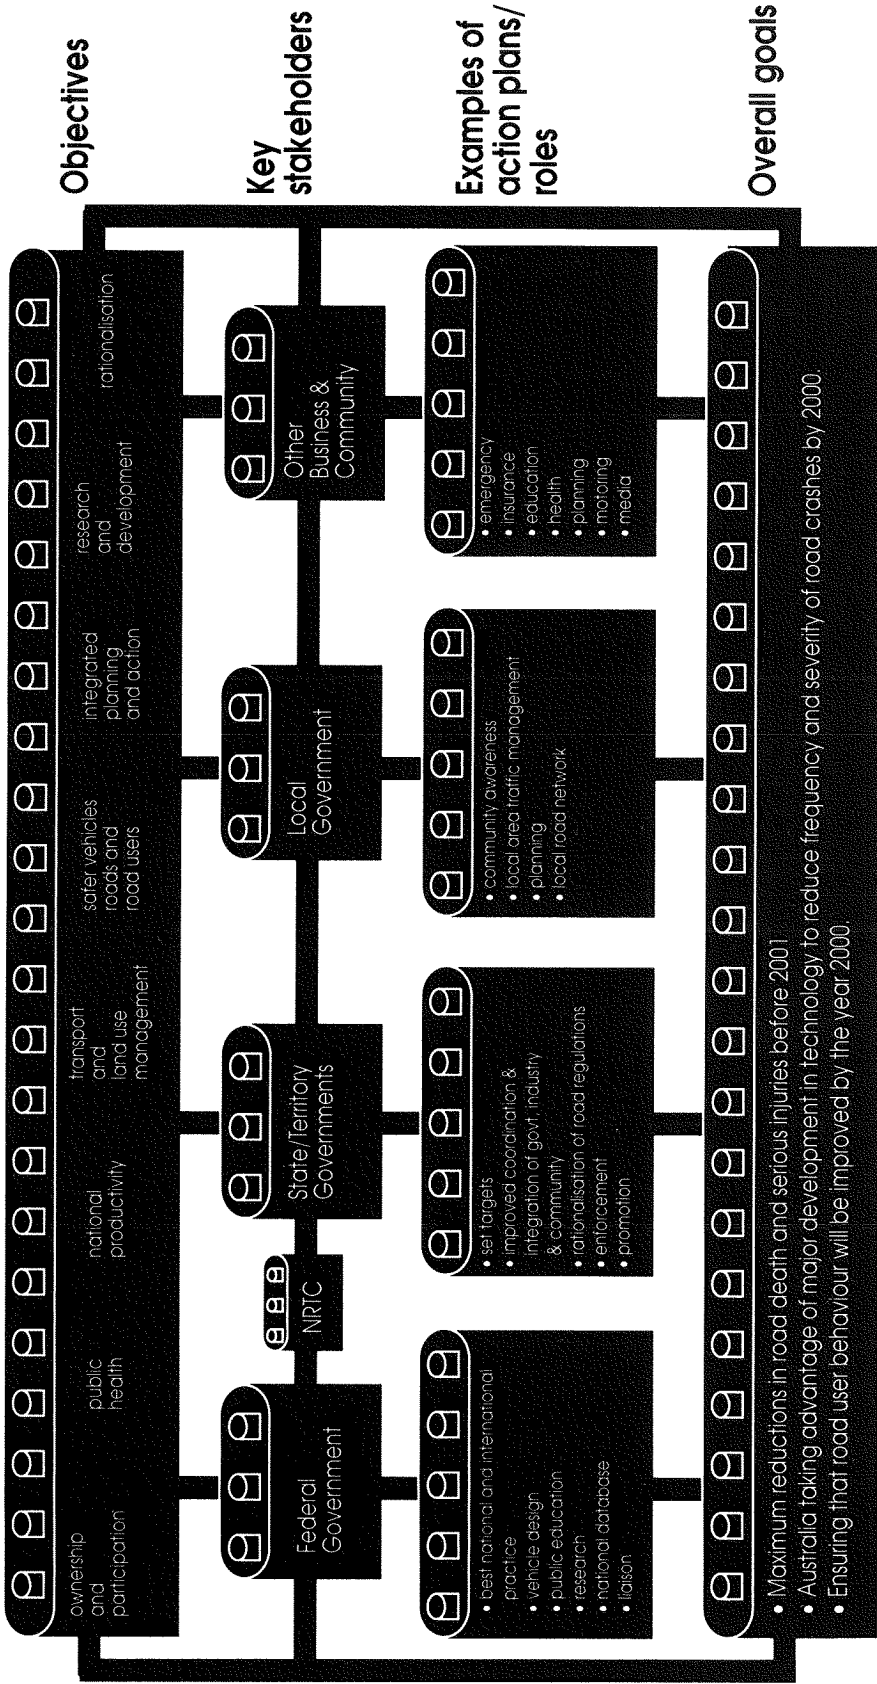 Objectives
ownership
and
participation
public
health
national
productivity
transport
and
land use
management
safer vehicles
roads and
road users
integrated
planning
and action
research
and
development
rationalisation
Key
stakeholders
Federal
Government
NRTC
State/Territory
Governments
Local
Government
Other
Business &
Community
Examples of
action plans/
roles
• best national and international
practice
• vehicle design
• public education
• research
• national database
• liaison
• set targets
• improved coordination &
integration of govt. industry
& community
• rationalisation of road regulations
• enforcement
• promotion
• community awareness
• local area traffic management
• planning
• local road network
• emergency
• insurance
• education
• health
• planning
• motoring
• media
Overall goals
• Maximum reductions in road death and serious injuries before 2001
• Australia taking advantage of major development in technology to reduce frequency and severity of road crashes by 2000.
• Ensuring that road user behaviour will be improved by the year 2000.